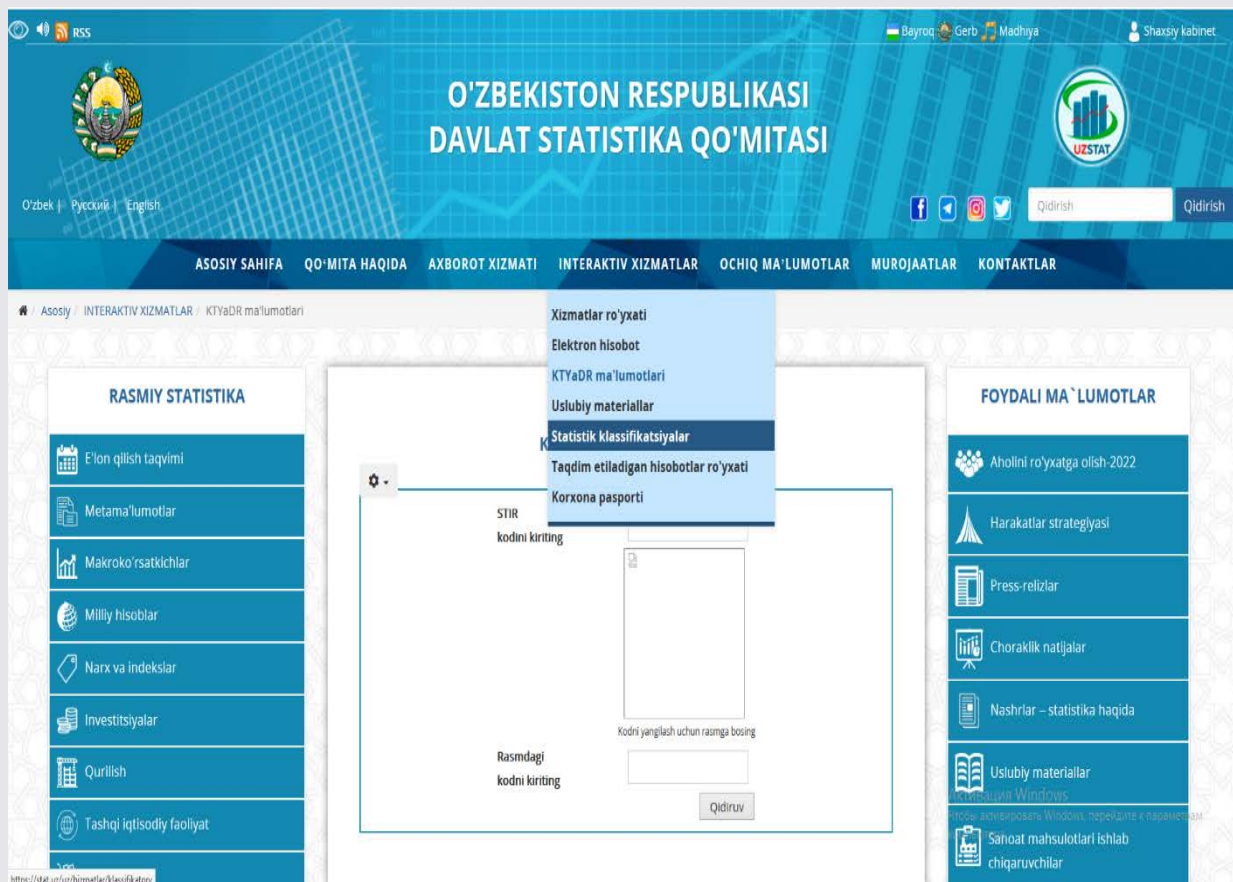 RSS
Bayroq Gerb Madhiya
Shaxsiy kabinet
O'ZBEKISTON RESPUBLIKASI
DAVLAT STATISTIKA QO'MITASI
UZSTAT
O'zbek | Русский | English
Qidirish Qidirish
ASOSIY SAHIFA QO‘MITA HAQIDA AXBOROT XIZMATI INTERAKTIV XIZMATLAR OCHIQ MA’LUMOTLAR MUROJAATLAR KONTAKTLAR
/ Asosiy / INTERAKTIV XIZMATLAR / KTYaDR ma'lumotlari
Xizmatlar ro'yxati
Elektron hisobot
KTYaDR ma'lumotlari
Uslubiy materiallar
Statistik klassifikatsiyalar
Taqdim etiladigan hisobotlar ro'yxati
Korxona pasporti
RASMIY STATISTIKA
E'lon qilish taqvimi
Metama'lumotlar
Makroko'rsatkichlar
Milliy hisoblar
Narx va indekslar
Investitsiyalar
Qurilish
Tashqi iqtisodiy faoliyat
K
STIR
kodini kiriting
Kodni yangilash uchun rasmga bosing
Rasmdagi
kodni kiriting
Qidiruv
FOYDALI MA`LUMOTLAR
Aholini ro'yxatga olish-2022
Harakatlar strategiyasi
Press-relizlar
Choraklik natijalar
Nashrlar – statistika haqida
Uslubiy materiallar
Активация Windows
Чтобы активировать Windows, перейдите к параметрам
Sanoat mahsulotlari ishlab
chiqaruvchilar
https://stat.uz/uz/hizmatlar/klassifikatory